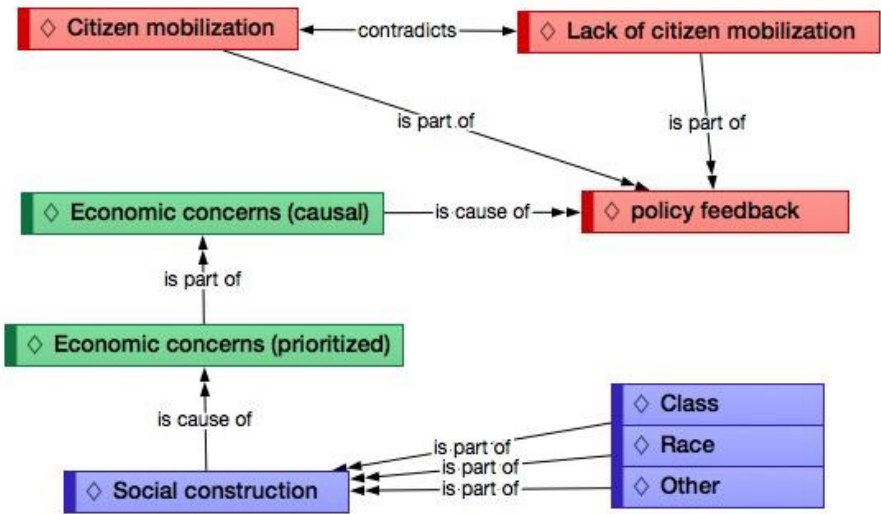 Citizen mobilization
contradicts
Lack of citizen mobilization
is part of
is part of
Economic concerns (causal)
is cause of
policy feedback
is part of
Economic concerns (prioritized)
is cause of
Class
is part of
Race
is part of
Social construction
is part of
Other